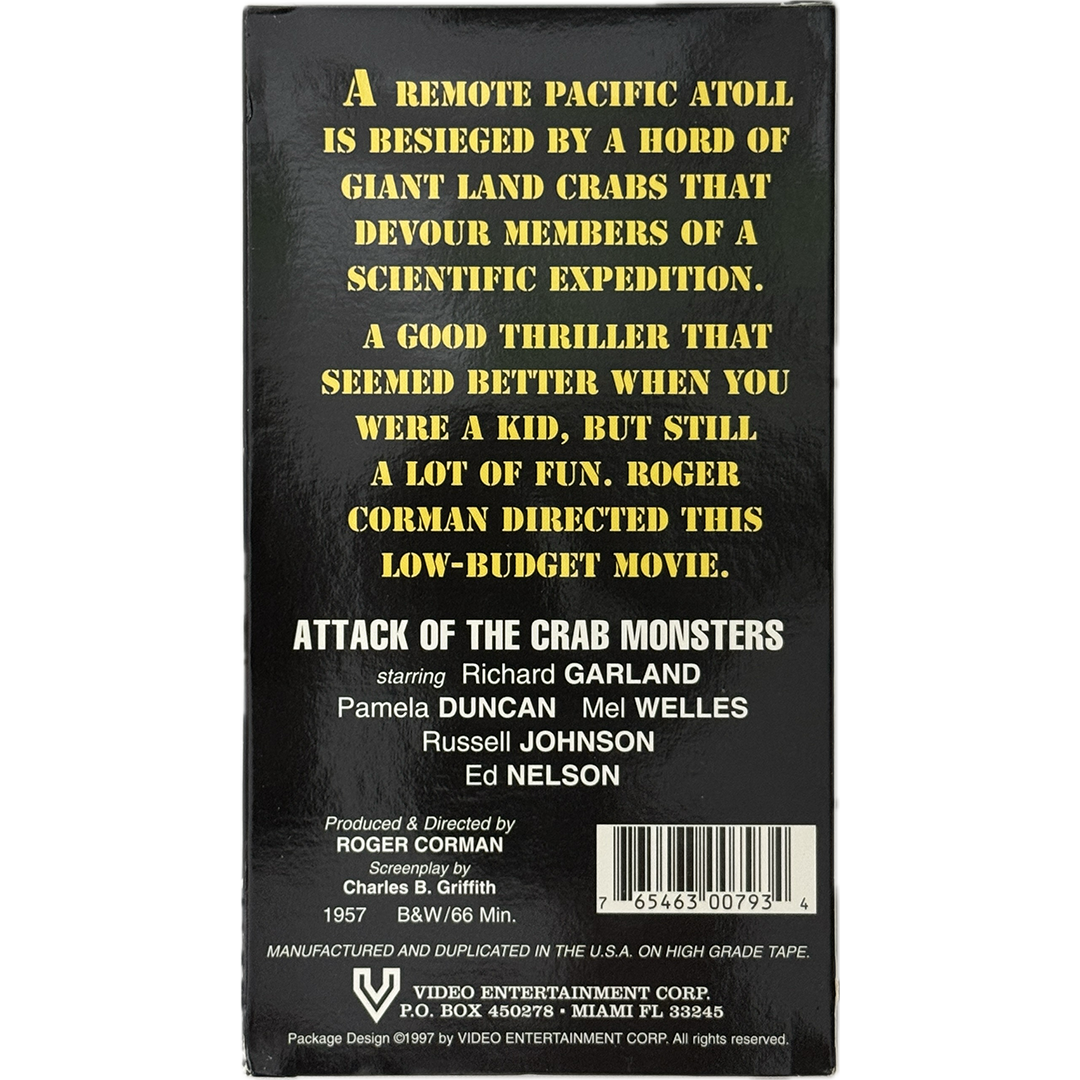 A REMOTE PACIFIC ATOLL
IS BESIEGED BY A HORD OF
GIANT LAND CRABS THAT
DEVOUR MEMBERS OF A
SCIENTIFIC EXPEDITION.
A GOOD THRILLER THAT
SEEMED BETTER WHEN YOU
WERE A KID, BUT STILL
A LOT OF FUN. ROGER
CORMAN DIRECTED THIS
LOW-BUDGET MOVIE.
ATTACK OF THE CRAB MONSTERS
starring Richard GARLAND
Pamela DUNCAN Mel WELLES
Russell JOHNSON
Ed NELSON
Produced & Directed by
ROGER CORMAN
Screenplay by
Charles B. Griffith
1957 B&W/66 Min.
7 65463 00793 4
MANUFACTURED AND DUPLICATED IN THE U.S.A. ON HIGH GRADE TAPE.
VIDEO ENTERTAINMENT CORP.
P.O. BOX 450278 • MIAMI FL 33245
Package Design ©1997 by VIDEO ENTERTAINMENT CORP. All rights reserved.